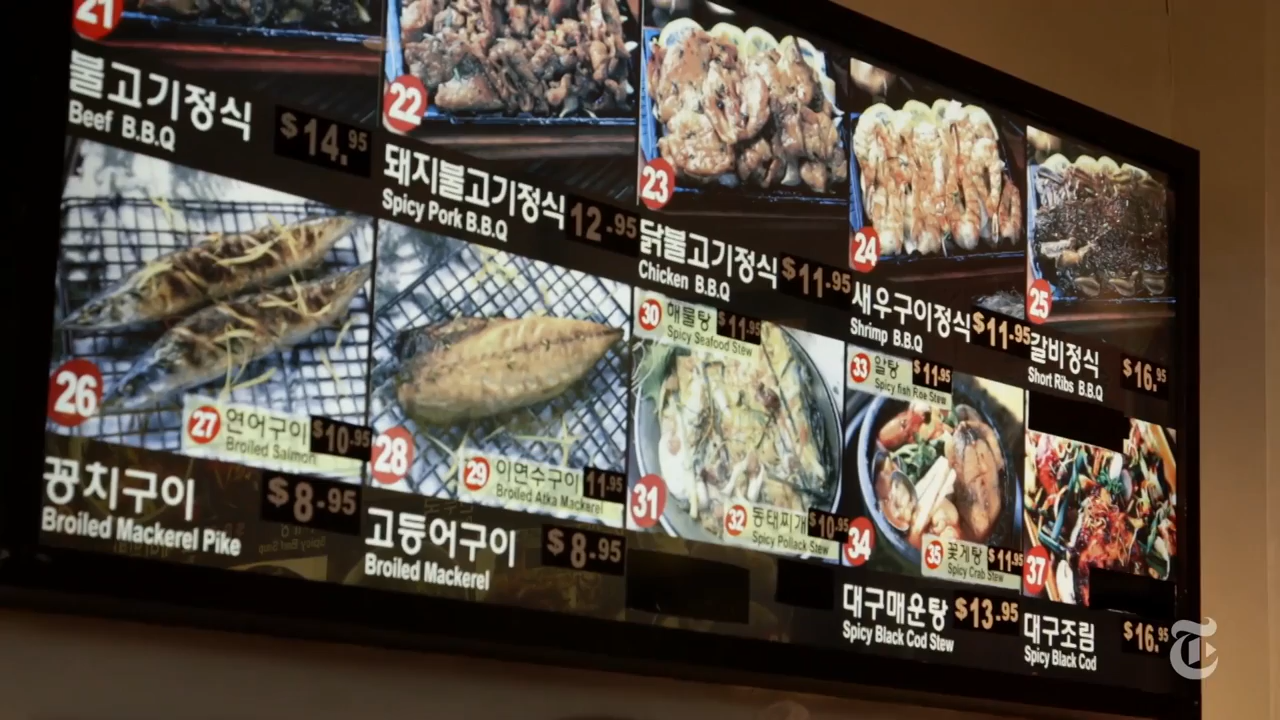 21
불고기정식
Beef B.B.Q
$14.95
22
돼지불고기정식
Spicy Pork B.B.Q
12.95
23
닭불고기정식
Chicken B.B.Q
$11.95
24
새우구이정식
Shrimp B.B.Q
$11.95
25
갈비정식
Short Ribs B.B.Q
$16.95
26
꽁치구이
Broiled Mackerel Pike
$8.95
27
연어구이
Broiled Salmon
$10.95
28
고등어구이
Broiled Mackerel
$8.95
29
이면수구이
Broiled Atka Mackerel
11.95
30
해물탕
Spicy Seafood Stew
$11.95
31
32
동태찌개
Spicy Pollack Stew
$10.95
33
알탕
Spicy fish Roe Stew
$11.95
34
대구매운탕
Spicy Black Cod Stew
$13.95
35
꽃게탕
Spicy Crab Stew
$11.95
37
대구조림
Spicy Black Cod
$16.95
T